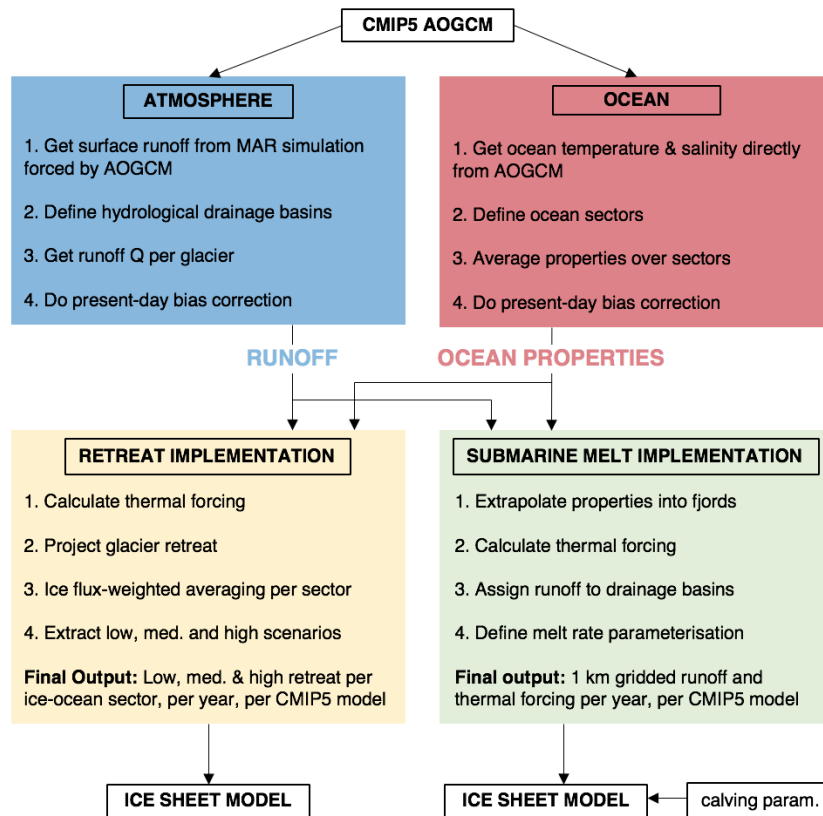 CMIP5 AOGCM
ATMOSPHERE
1. Get surface runoff from MAR simulation
forced by AOGCM
2. Define hydrological drainage basins
3. Get runoff Q per glacier
4. Do present-day bias correction
OCEAN
1. Get ocean temperature & salinity directly
from AOGCM
2. Define ocean sectors
3. Average properties over sectors
4. Do present-day bias correction
RUNOFF
OCEAN PROPERTIES
RETREAT IMPLEMENTATION
1. Calculate thermal forcing
2. Project glacier retreat
3. Ice flux-weighted averaging per sector
4. Extract low, med. and high scenarios
Final Output: Low, med. & high retreat per
ice-ocean sector, per year, per CMIP5 model
SUBMARINE MELT IMPLEMENTATION
1. Extrapolate properties into fjords
2. Calculate thermal forcing
3. Assign runoff to drainage basins
4. Define melt rate parameterisation
Final output: 1 km gridded runoff and
thermal forcing per year, per CMIP5 model
ICE SHEET MODEL
ICE SHEET MODEL
calving param.